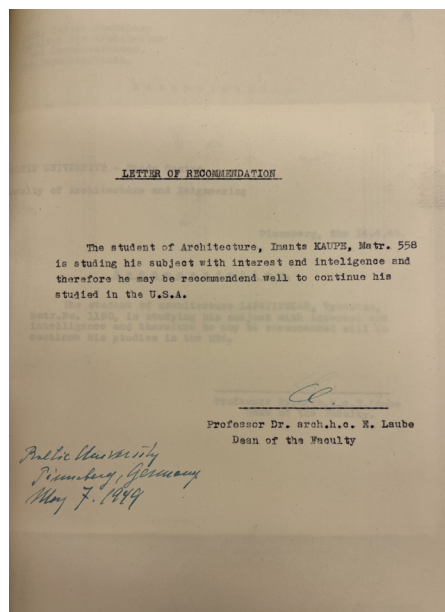 LETTER OF RECOMMENDATION
The student of Architecture, Imants KAUPE, Matr. 558
is studing his subject with interest and inteligence and
therefore he may be recommendend well to continue his
studied in the U.S.A.
Professor Dr. arch.h.c. E. Laube
Dean of the Faculty
Baltic University
Pinneberg, Germany
May 7. 1949